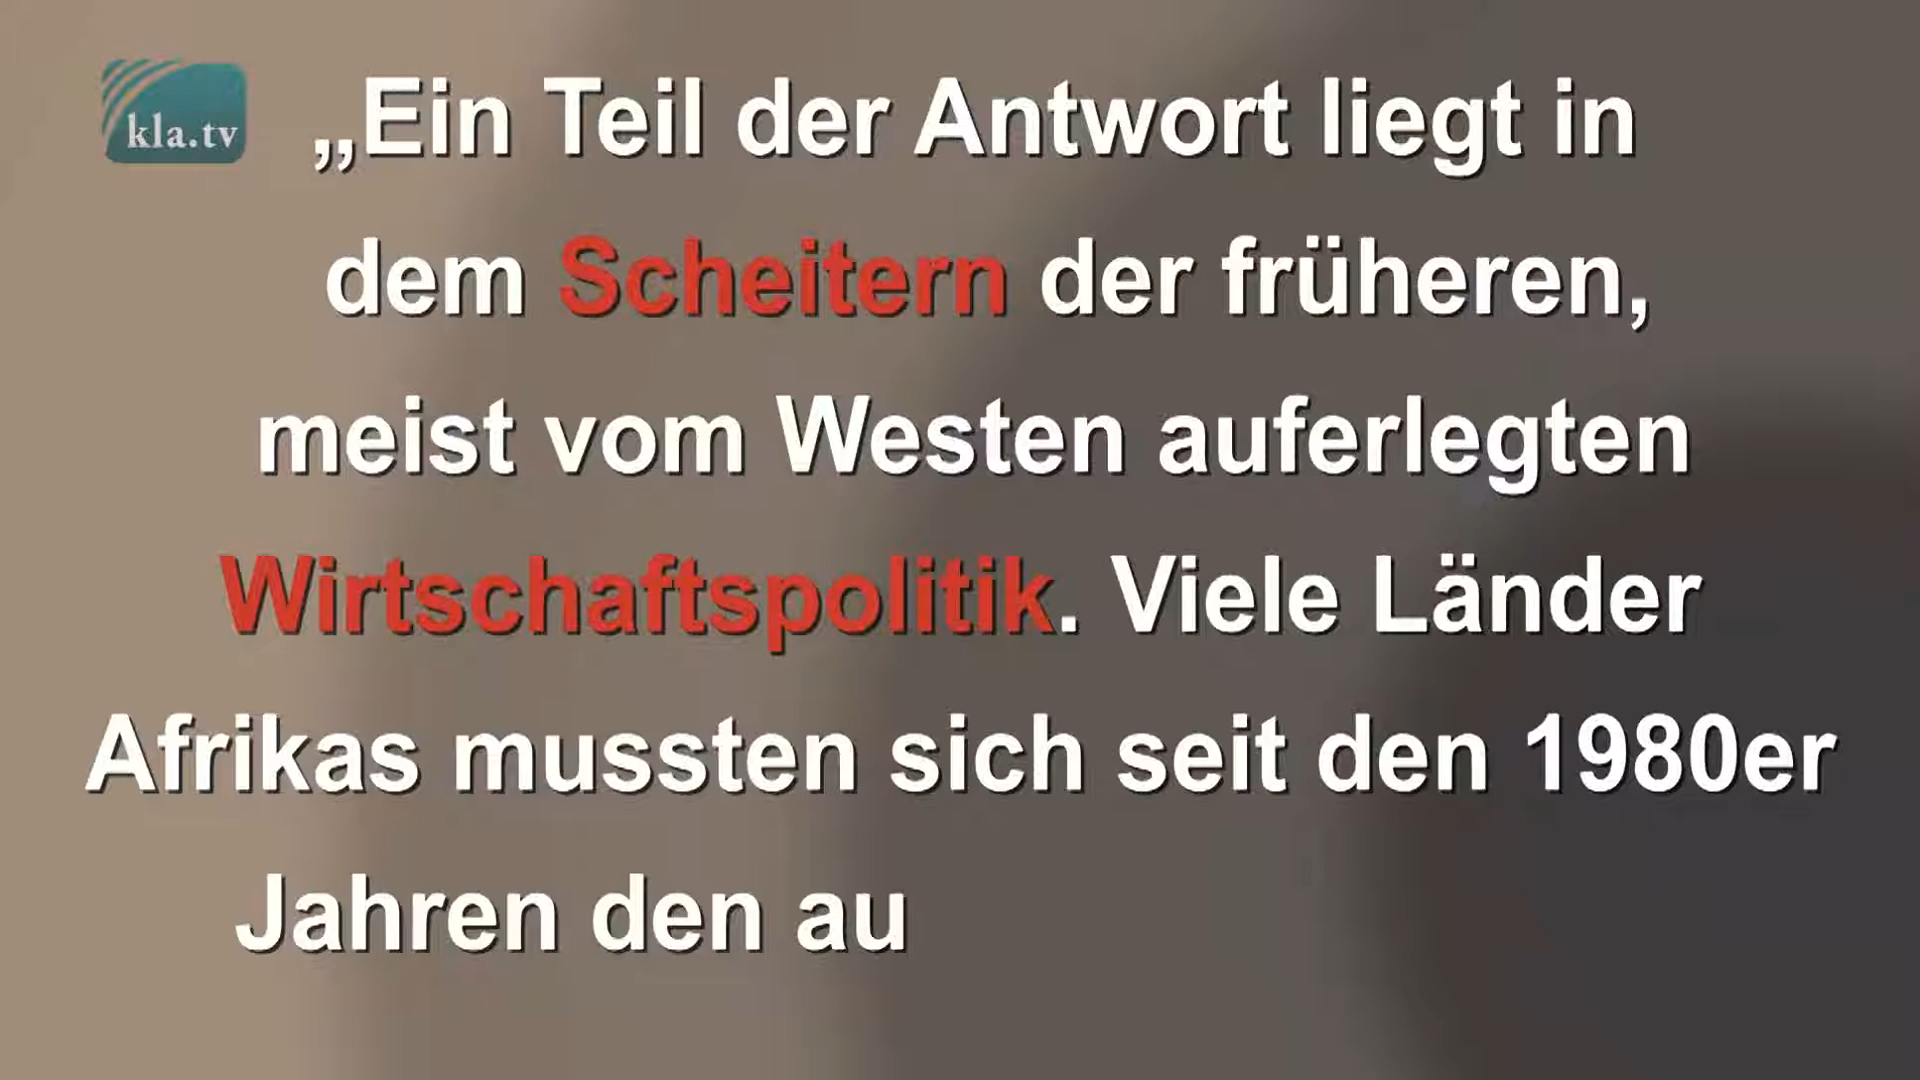 kla.tv
„Ein Teil der Antwort liegt in
dem Scheitern der früheren,
meist vom Westen auferlegten
Wirtschaftspolitik. Viele Länder
Afrikas mussten sich seit den 1980er
Jahren den au